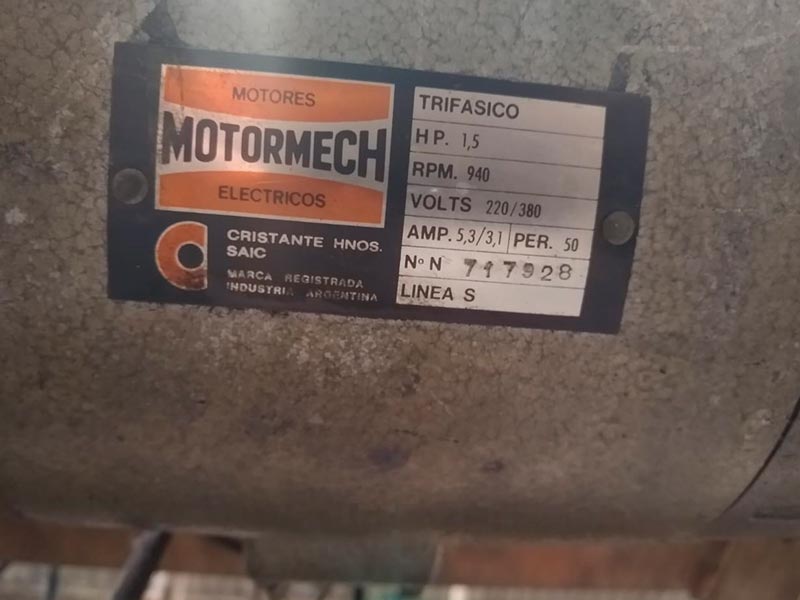 MOTORES
MOTORMECH
ELECTRICOS
CRISTANTE HNOS.
SAIC
MARCA REGISTRADA
INDUSTRIA ARGENTINA
TRIFASICO
HP. 1,5
RPM. 940
VOLTS 220/380
AMP. 5,3/3,1 PER. 50
Nº N 717928
LINEA S